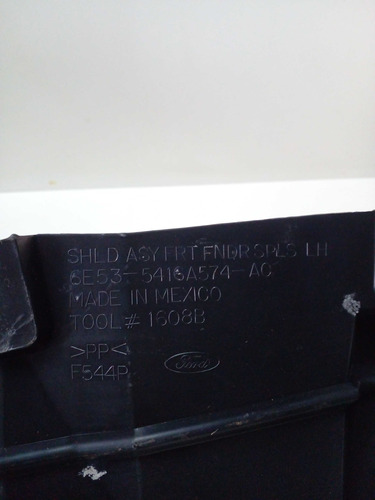 SHLD ASY FRT FNDR SPLS LH
6E53-5416A574-AC
MADE IN MEXICO
TOOL# 1608B
>PP<
F544P
Ford